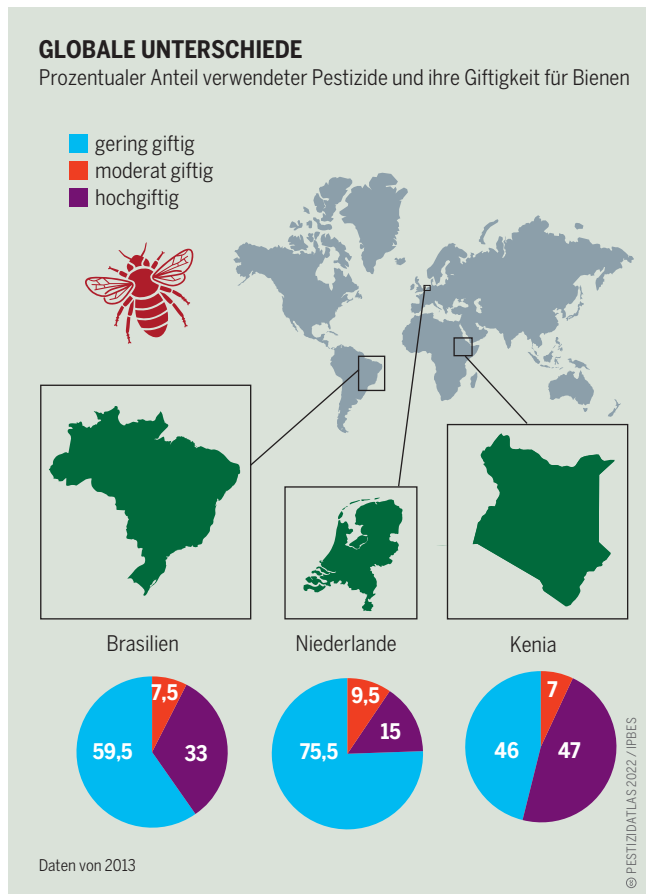 GLOBALE UNTERSCHIEDE
Prozentualer Anteil verwendeter Pestizide und ihre Giftigkeit für Bienen
gering giftig
moderat giftig
hochgiftig
Brasilien
Niederlande
Kenia
7,5
59,5
33
9,5
75,5
15
7
46
47
Daten von 2013
PESTIZIDATLAS 2022 / IPBES